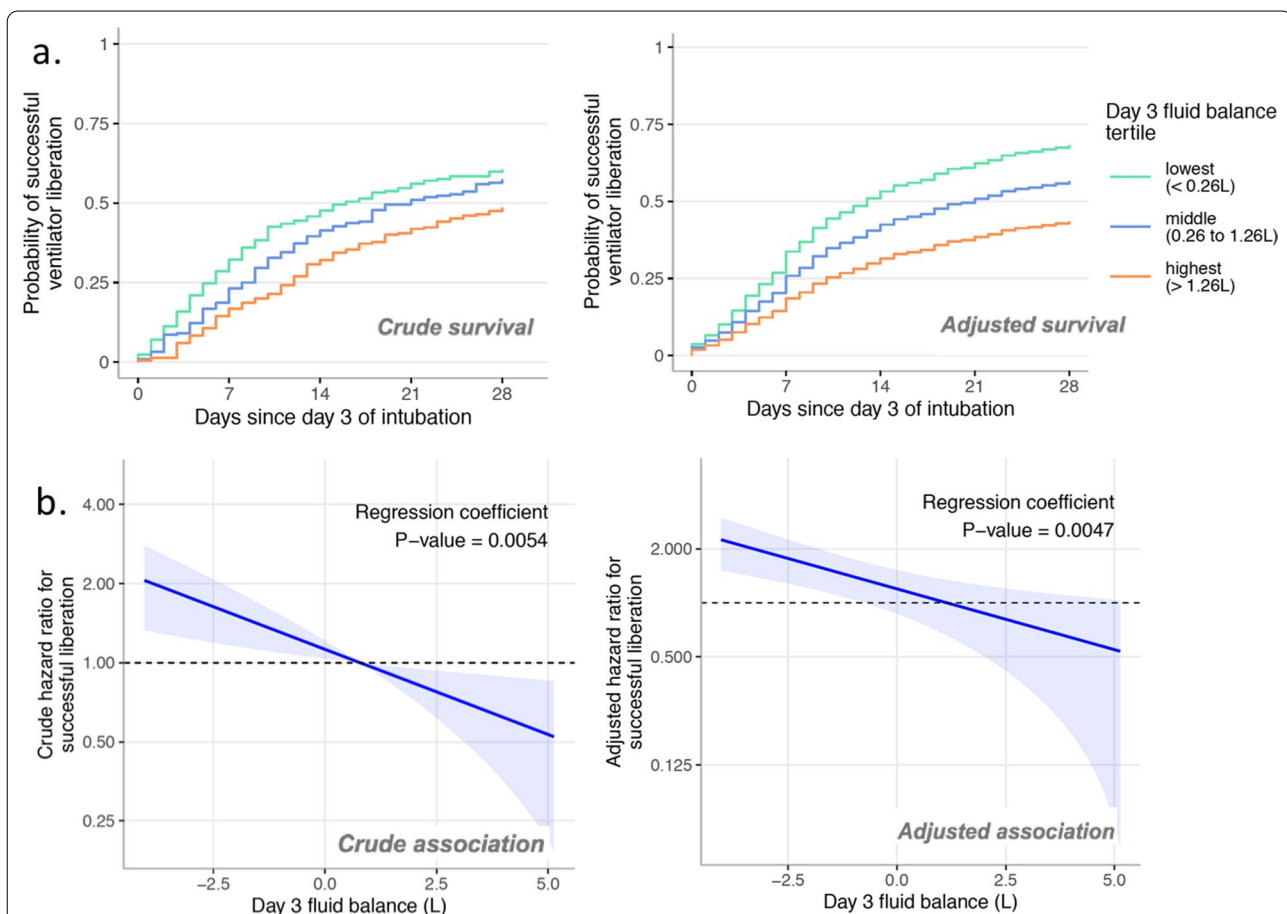 a.
Probability of successful
ventilator liberation
1
0.75
0.5
0.25
0
Crude survival
0
7
14
21
28
Days since day 3 of intubation
Probability of successful
ventilator liberation
1
0.75
0.5
0.25
0
Adjusted survival
0
7
14
21
28
Days since day 3 of intubation
Day 3 fluid balance
tertile
lowest
(< 0.26L)
middle
(0.26 to 1.26L)
highest
(> 1.26L)
b.
Crude hazard ratio for
successful liberation
4.00
2.00
1.00
0.50
0.25
Regression coefficient
P−value = 0.0054
Crude association
−2.5
0.0
2.5
5.0
Day 3 fluid balance (L)
Adjusted hazard ratio for
successful liberation
2.000
0.500
0.125
Regression coefficient
P−value = 0.0047
Adjusted association
−2.5
0.0
2.5
5.0
Day 3 fluid balance (L)